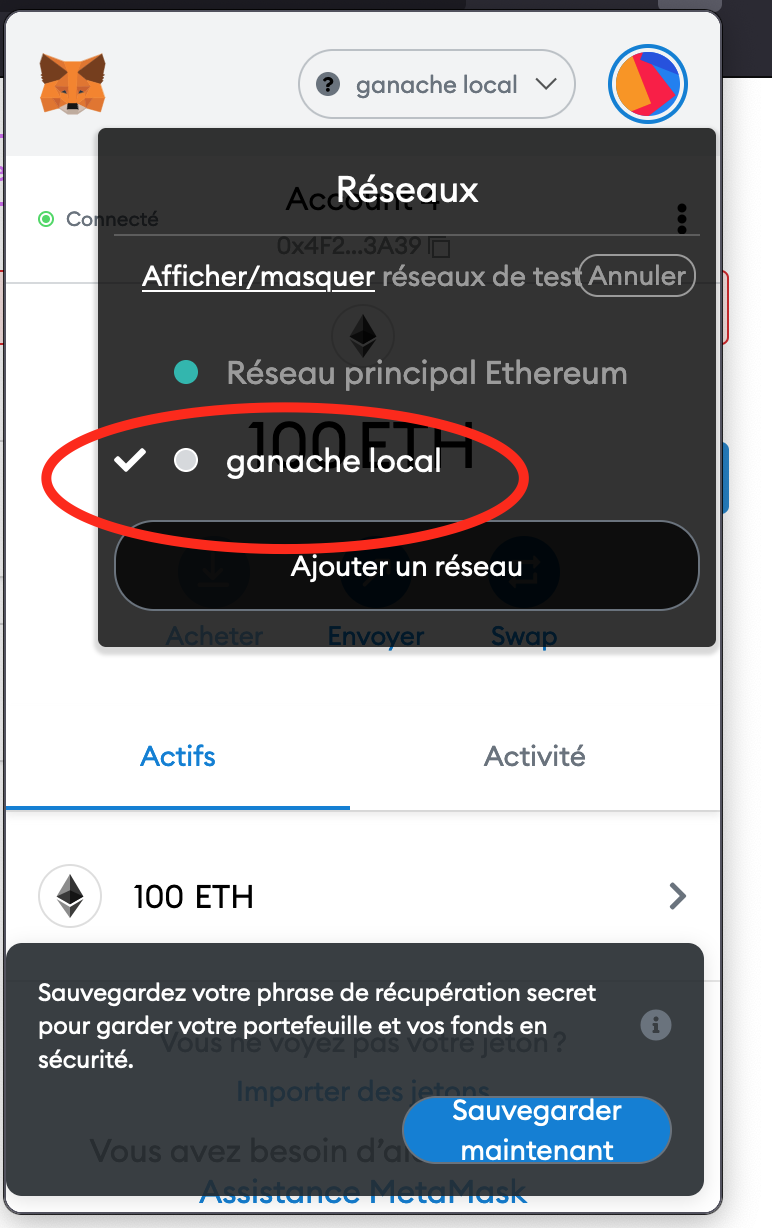 ganache local
Réseaux
Account 4
Connecté
0x4F2...3A39
Afficher/masquer réseaux de test
Annuler
Réseau principal Ethereum
100 ETH
ganache local
Ajouter un réseau
Acheter
Envoyer
Swap
Actifs
Activité
100 ETH
Sauvegardez votre phrase de récupération secret
pour garder votre portefeuille et vos fonds en
sécurité.
Vous ne voyez pas votre jeton ?
Importer des jetons
Sauvegarder
maintenant
Vous avez besoin d'ai
Assistance MetaMask